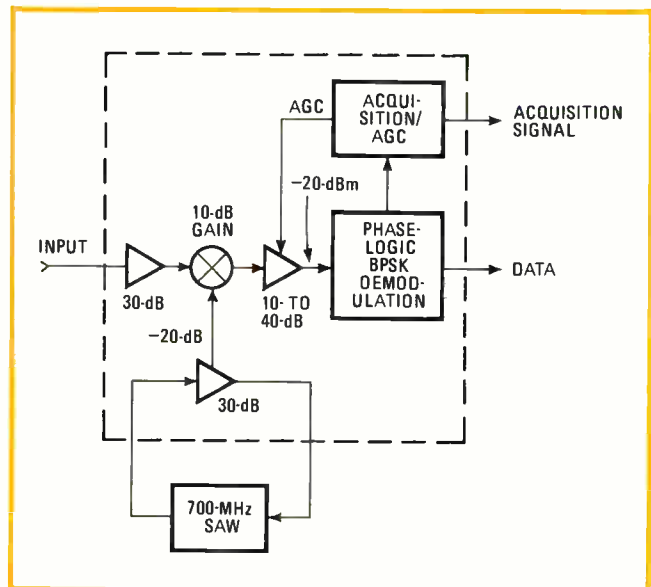 AGC
ACQUI-
SITION/
AGC
ACQUISITION
SIGNAL
-20-dBm
10-dB
GAIN
INPUT
PHASE-
LOGIC
BPSK
DEMOD-
ULATION
DATA
30-dB
10- TO
40-dB
-20-dB
30-dB
700-MHz
SAW